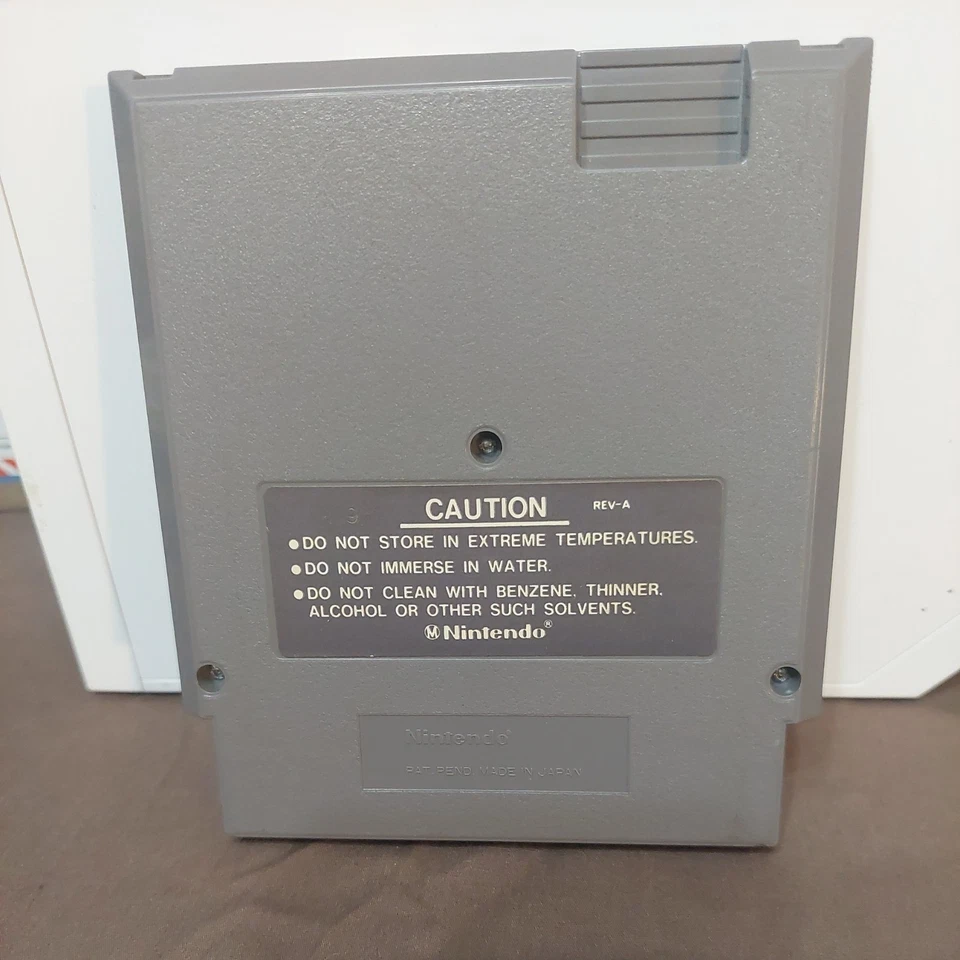 CAUTION REV-A
●DO NOT STORE IN EXTREME TEMPERATURES.
●DO NOT IMMERSE IN WATER.
●DO NOT CLEAN WITH BENZENE, THINNER,
ALCOHOL OR OTHER SUCH SOLVENTS.
Ⓜ Nintendo®
Nintendo®
PAT. PEND. MADE IN JAPAN